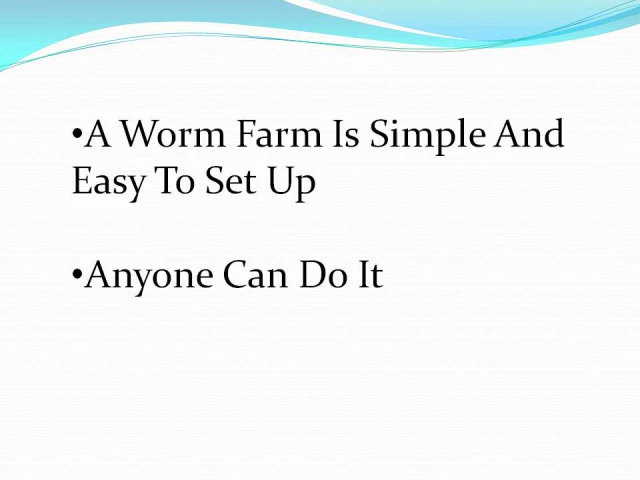 •A Worm Farm Is Simple And
Easy To Set Up
•Anyone Can Do It